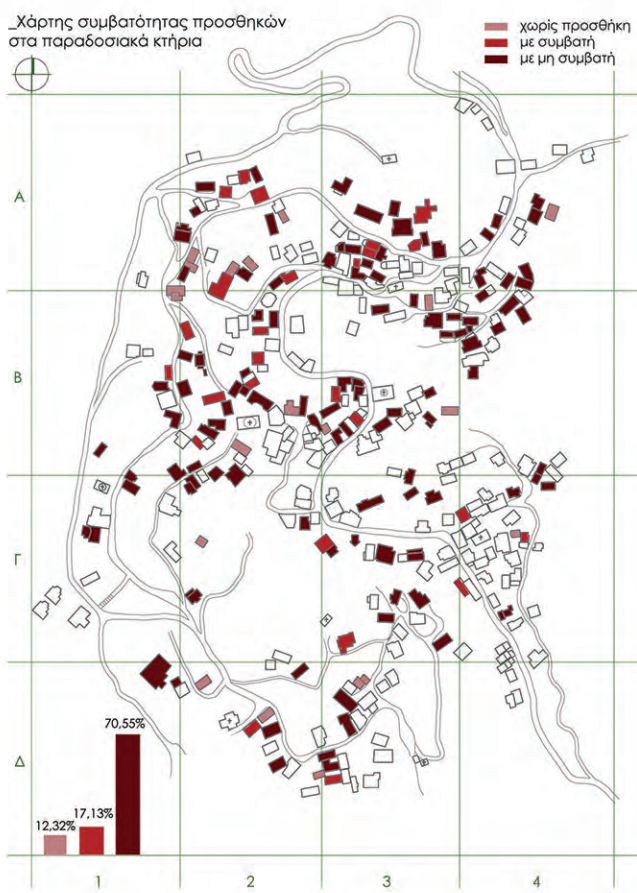 _Χάρτης συμβατότητας προσθηκών
στα παραδοσιακά κτήρια
χωρίς προσθήκη
με συμβατή
με μη συμβατή
Α
Β
Γ
Δ
70,55%
17,13%
12,32%
1
2
3
4